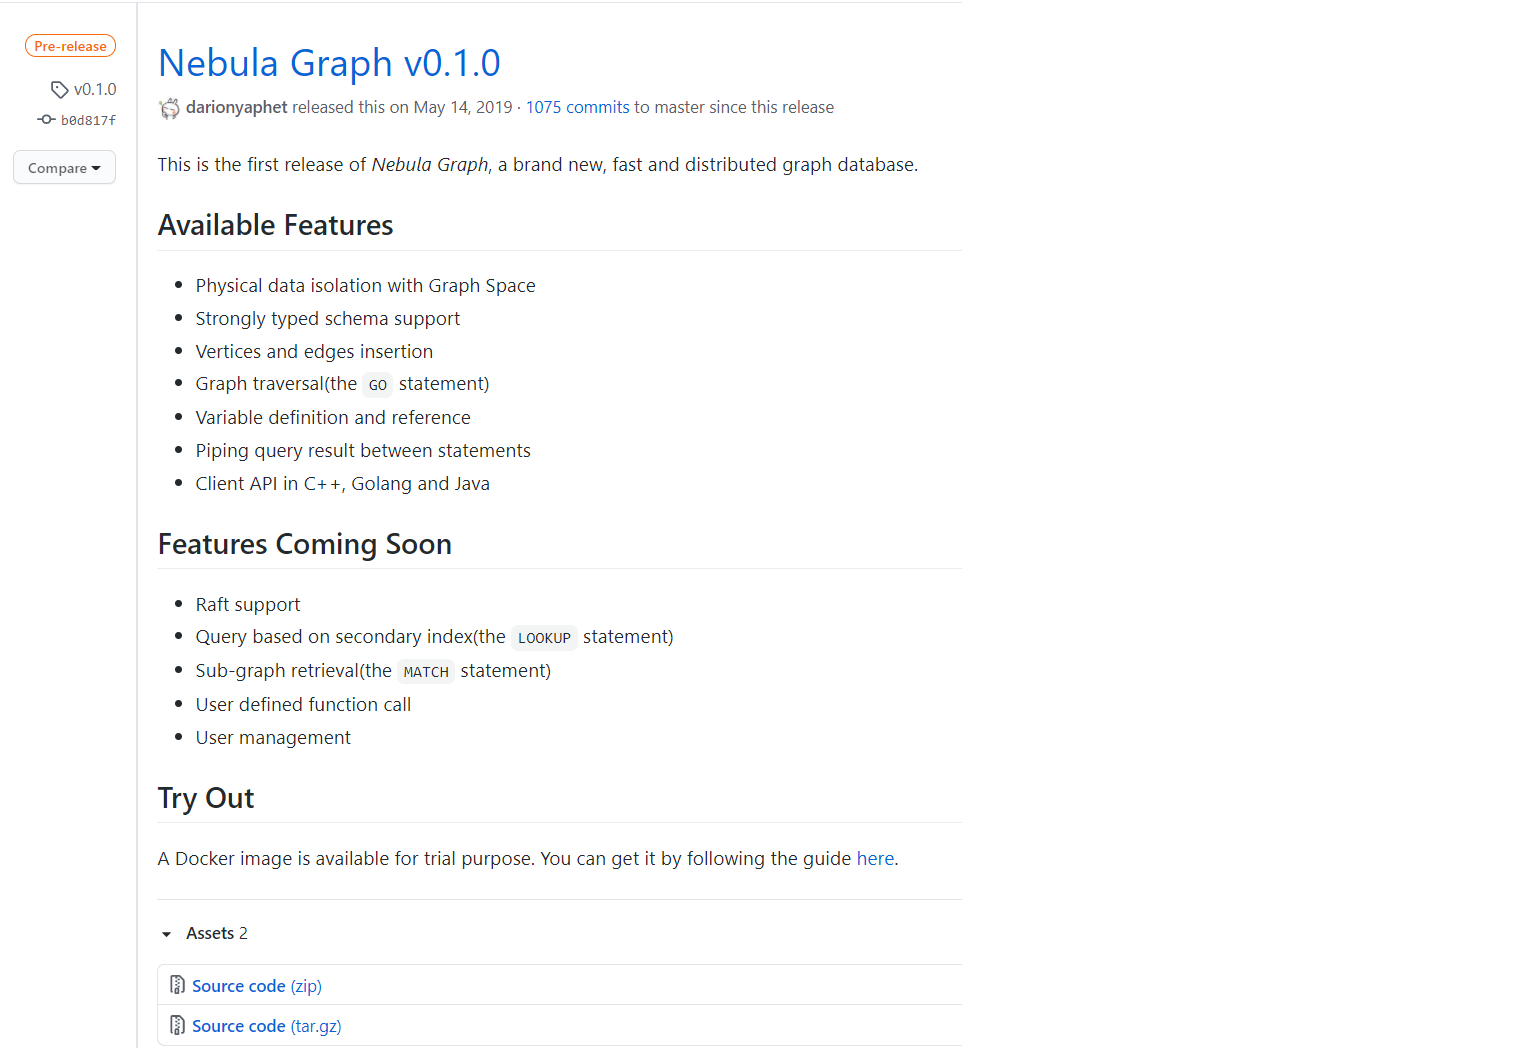 Pre-release
v0.1.0
b0d817f
Compare
Nebula Graph v0.1.0
darionyaphet released this on May 14, 2019 · 1075 commits to master since this release
This is the first release of Nebula Graph, a brand new, fast and distributed graph database.
Available Features
Physical data isolation with Graph Space
Strongly typed schema support
Vertices and edges insertion
Graph traversal(the GO statement)
Variable definition and reference
Piping query result between statements
Client API in C++, Golang and Java
Features Coming Soon
Raft support
Query based on secondary index(the LOOKUP statement)
Sub-graph retrieval(the MATCH statement)
User defined function call
User management
Try Out
A Docker image is available for trial purpose. You can get it by following the guide here.
Assets 2
Source code (zip)
Source code (tar.gz)